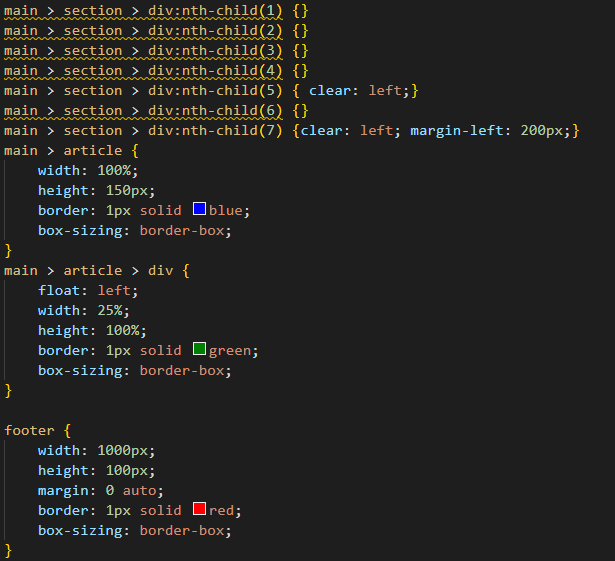 main > section > div:nth-child(1) {}
main > section > div:nth-child(2) {}
main > section > div:nth-child(3) {}
main > section > div:nth-child(4) {}
main > section > div:nth-child(5) { clear: left;}
main > section > div:nth-child(6) {}
main > section > div:nth-child(7) {clear: left; margin-left: 200px;}
main > article {
    width: 100%;
    height: 150px;
    border: 1px solid blue;
    box-sizing: border-box;
}
main > article > div {
    float: left;
    width: 25%;
    height: 100%;
    border: 1px solid green;
    box-sizing: border-box;
}

footer {
    width: 1000px;
    height: 100px;
    margin: 0 auto;
    border: 1px solid red;
    box-sizing: border-box;
}